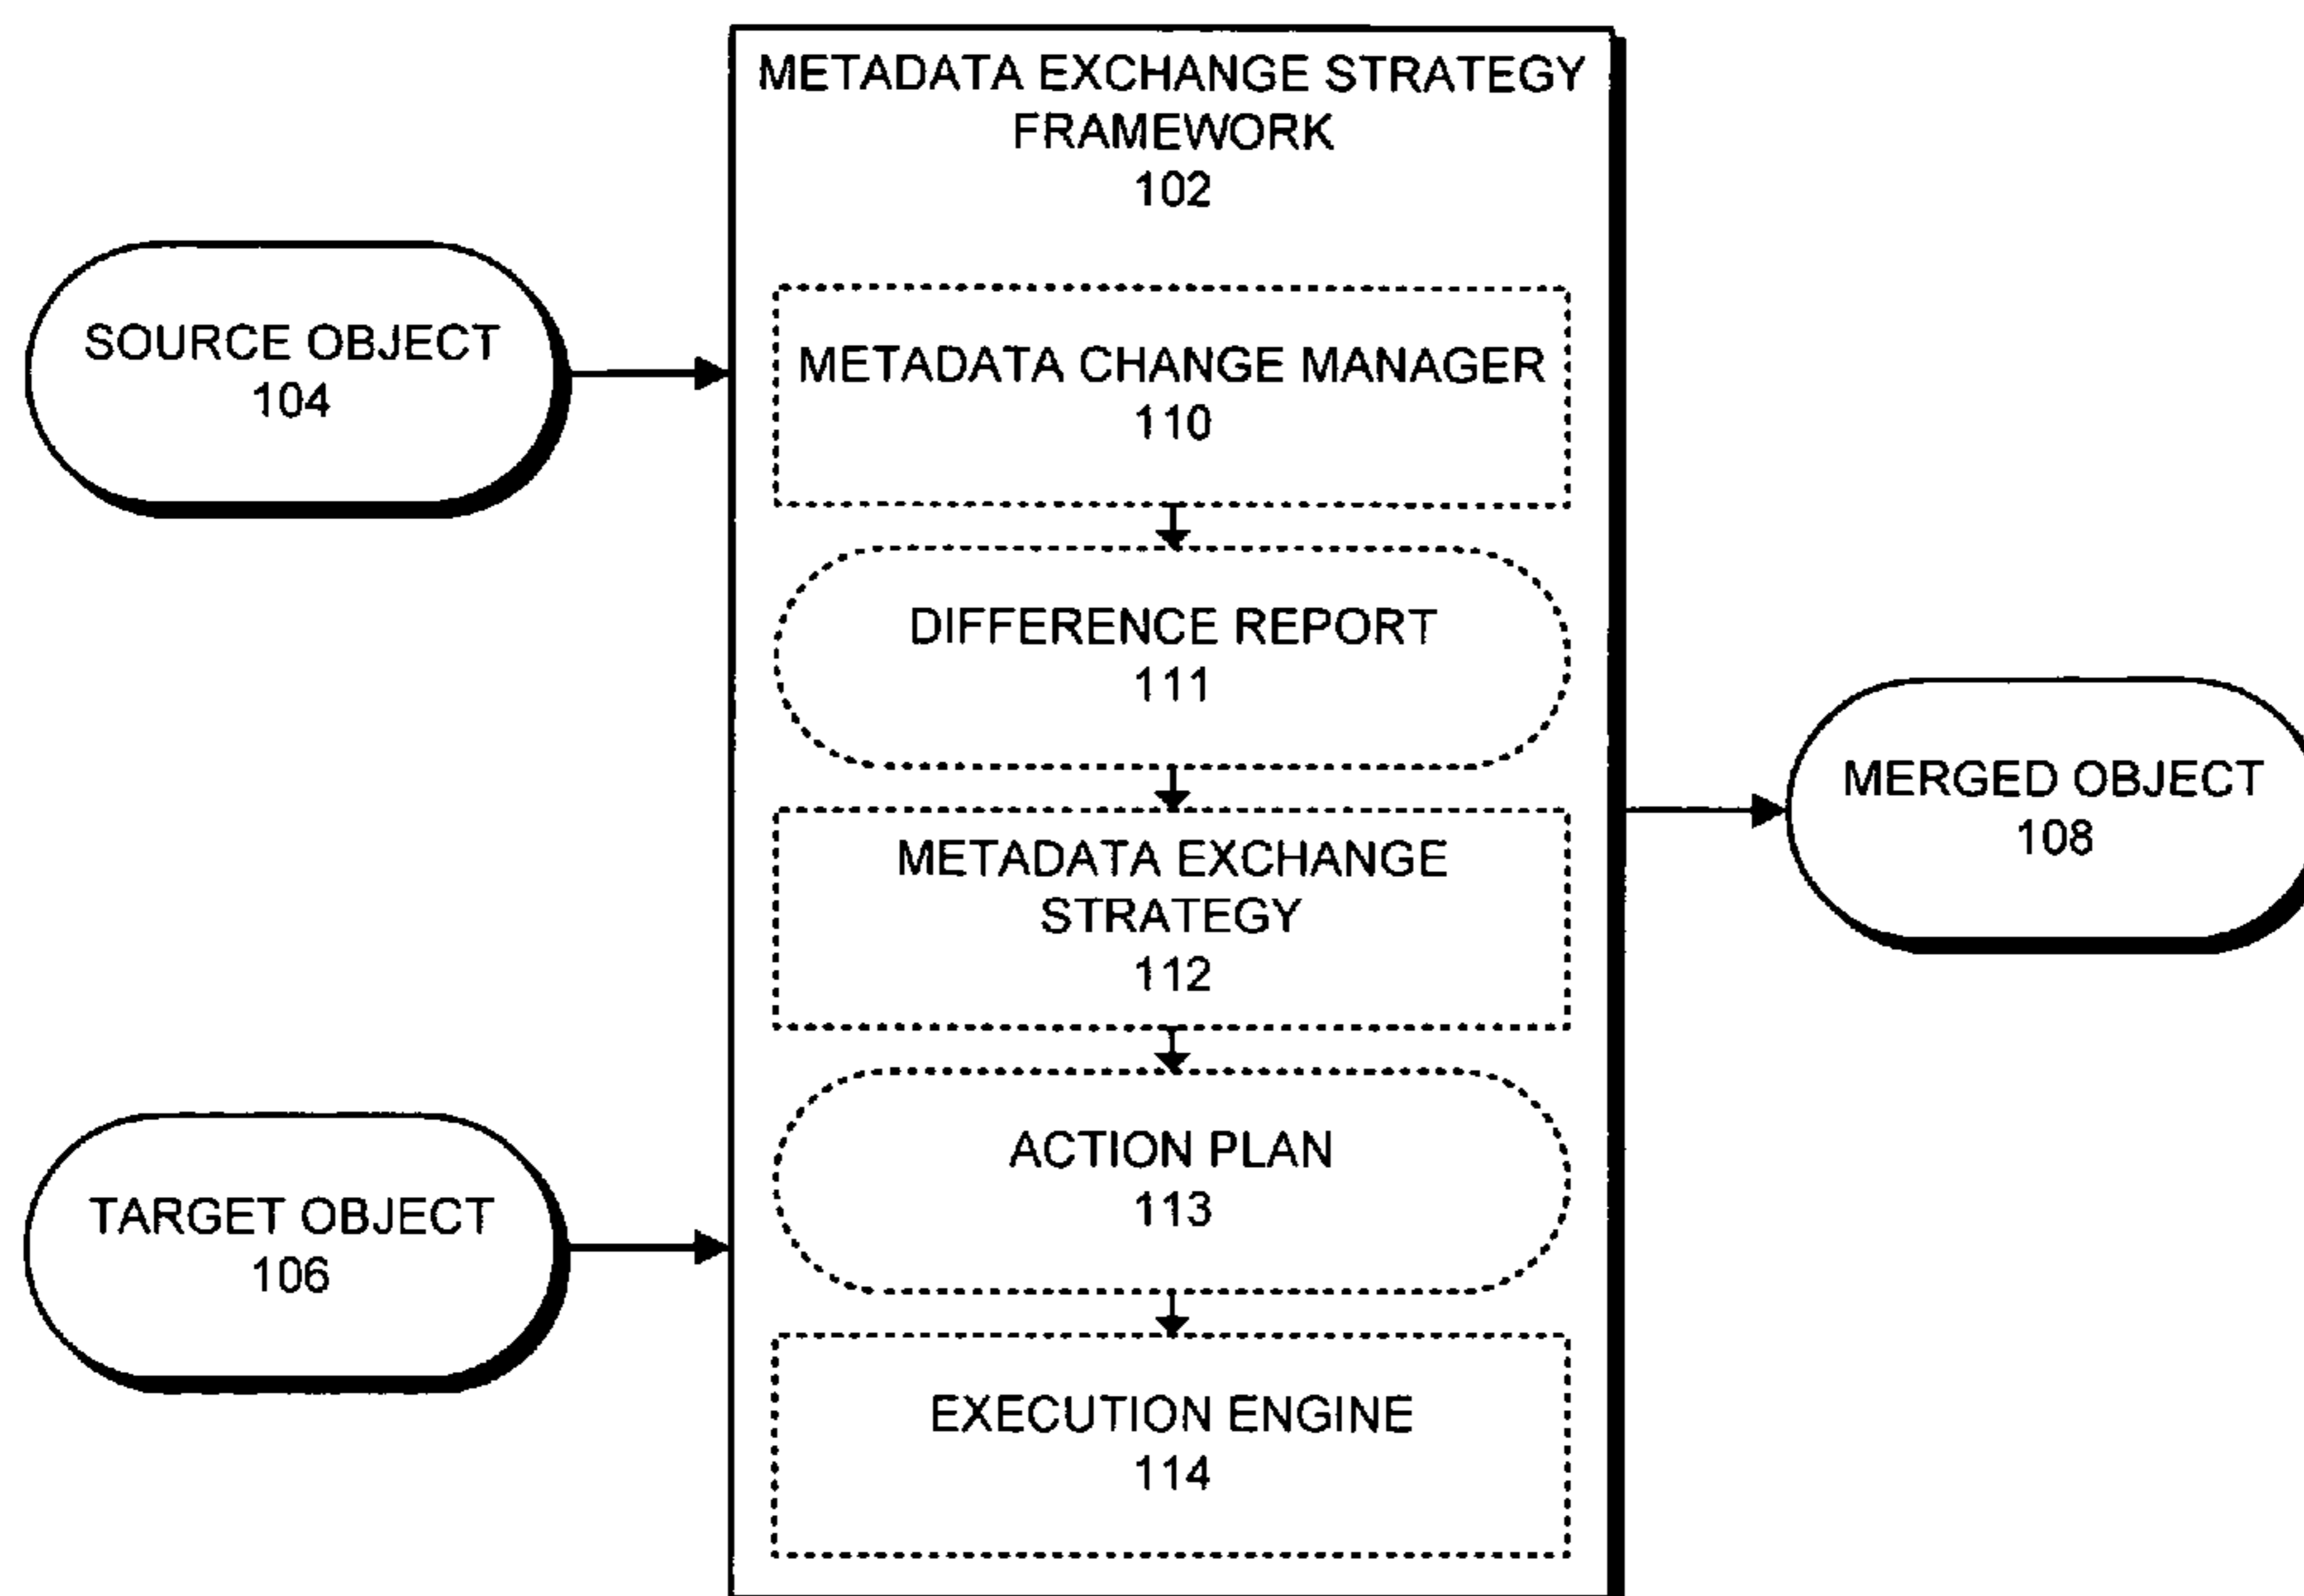 METADATA EXCHANGE STRATEGY
FRAMEWORK
102
SOURCE OBJECT
104
METADATA CHANGE MANAGER
110
DIFFERENCE REPORT
111
METADATA EXCHANGE
STRATEGY
112
MERGED OBJECT
108
ACTION PLAN
113
TARGET OBJECT
106
EXECUTION ENGINE
114